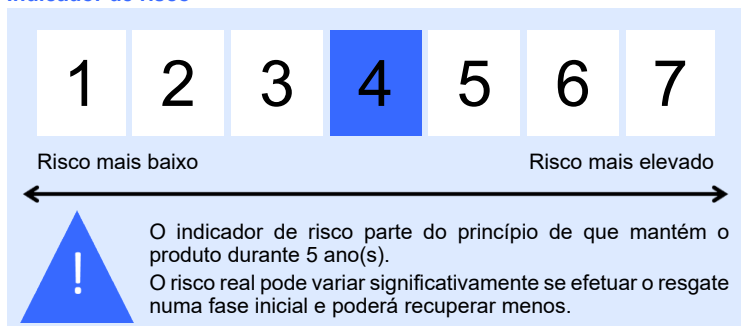 Indicador de risco
1 2 3 4 5 6 7
Risco mais baixo Risco mais elevado
! O indicador de risco parte do princípio de que mantém o
produto durante 5 ano(s).
O risco real pode variar significativamente se efetuar o resgate
numa fase inicial e poderá recuperar menos.